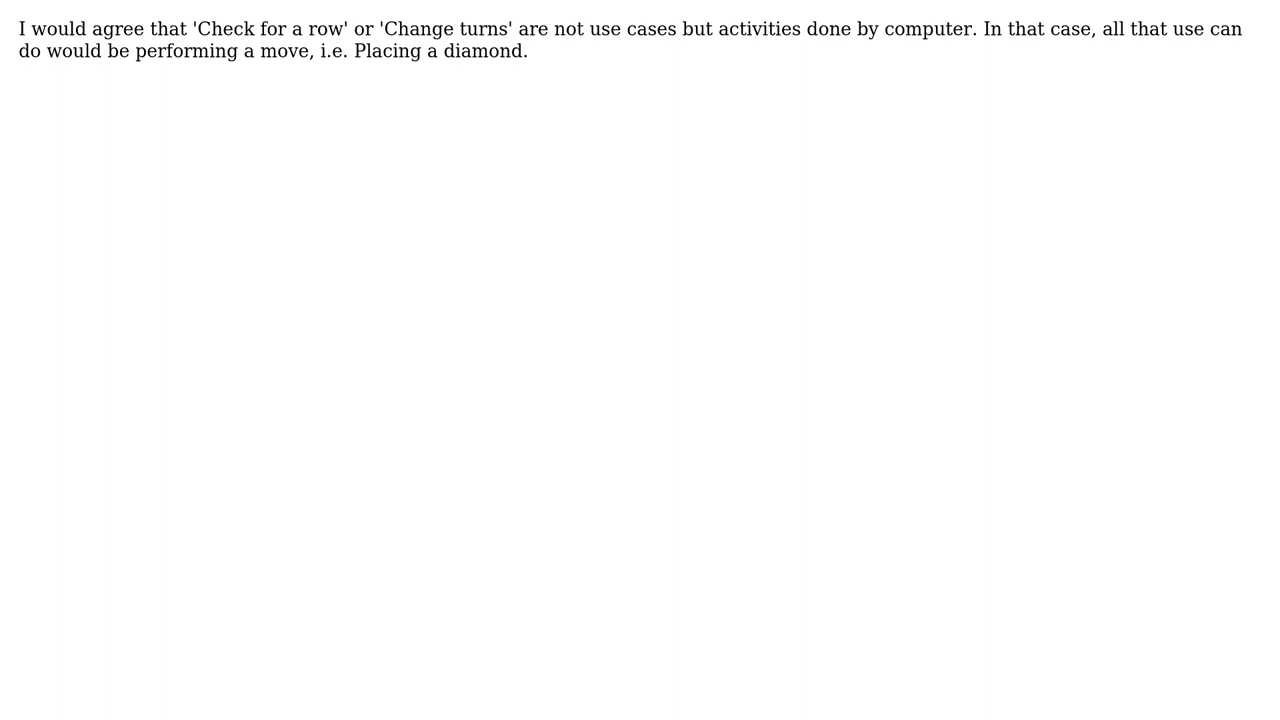 I would agree that 'Check for a row' or 'Change turns' are not use cases but activities done by computer. In that case, all that use can
do would be performing a move, i.e. Placing a diamond.